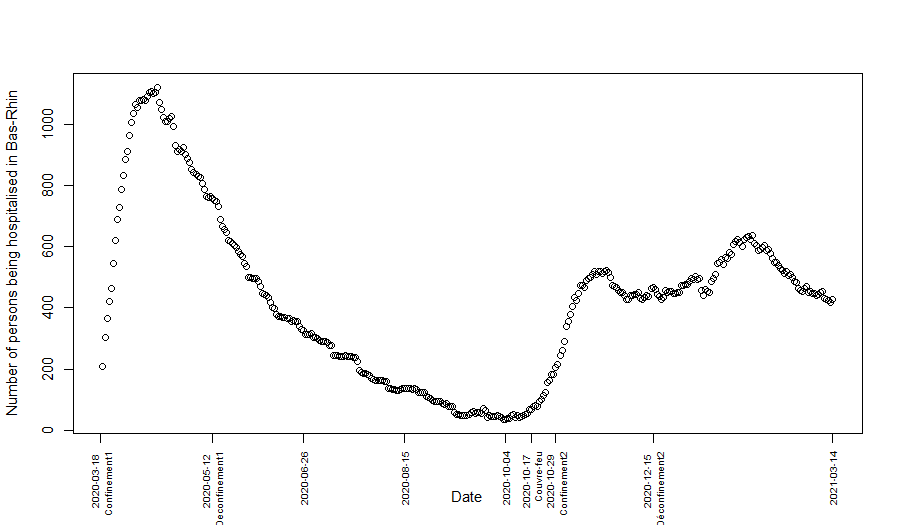 Number of persons being hospitalised in Bas-Rhin
1000
800
600
400
200
0
2020-03-18
Confinement1
2020-05-12
Deconfinement1
2020-06-26
2020-08-15
2020-10-04
2020-10-17
Couvre-feu
2020-10-29
Confinement2
2020-12-15
Déconfinement2
2021-03-14
Date